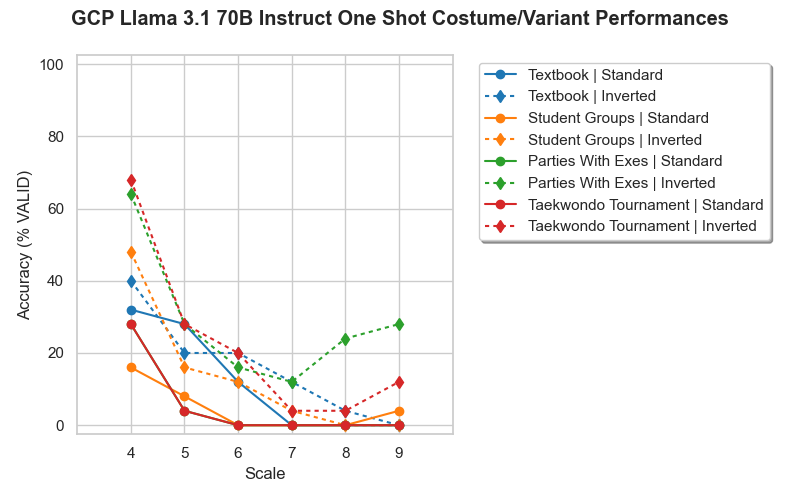 GCP Llama 3.1 70B Instruct One Shot Costume/Variant Performances
100
80
60
40
20
0
Accuracy (% VALID)
4 5 6 7 8 9
Scale
Textbook | Standard
Textbook | Inverted
Student Groups | Standard
Student Groups | Inverted
Parties With Exes | Standard
Parties With Exes | Inverted
Taekwondo Tournament | Standard
Taekwondo Tournament | Inverted